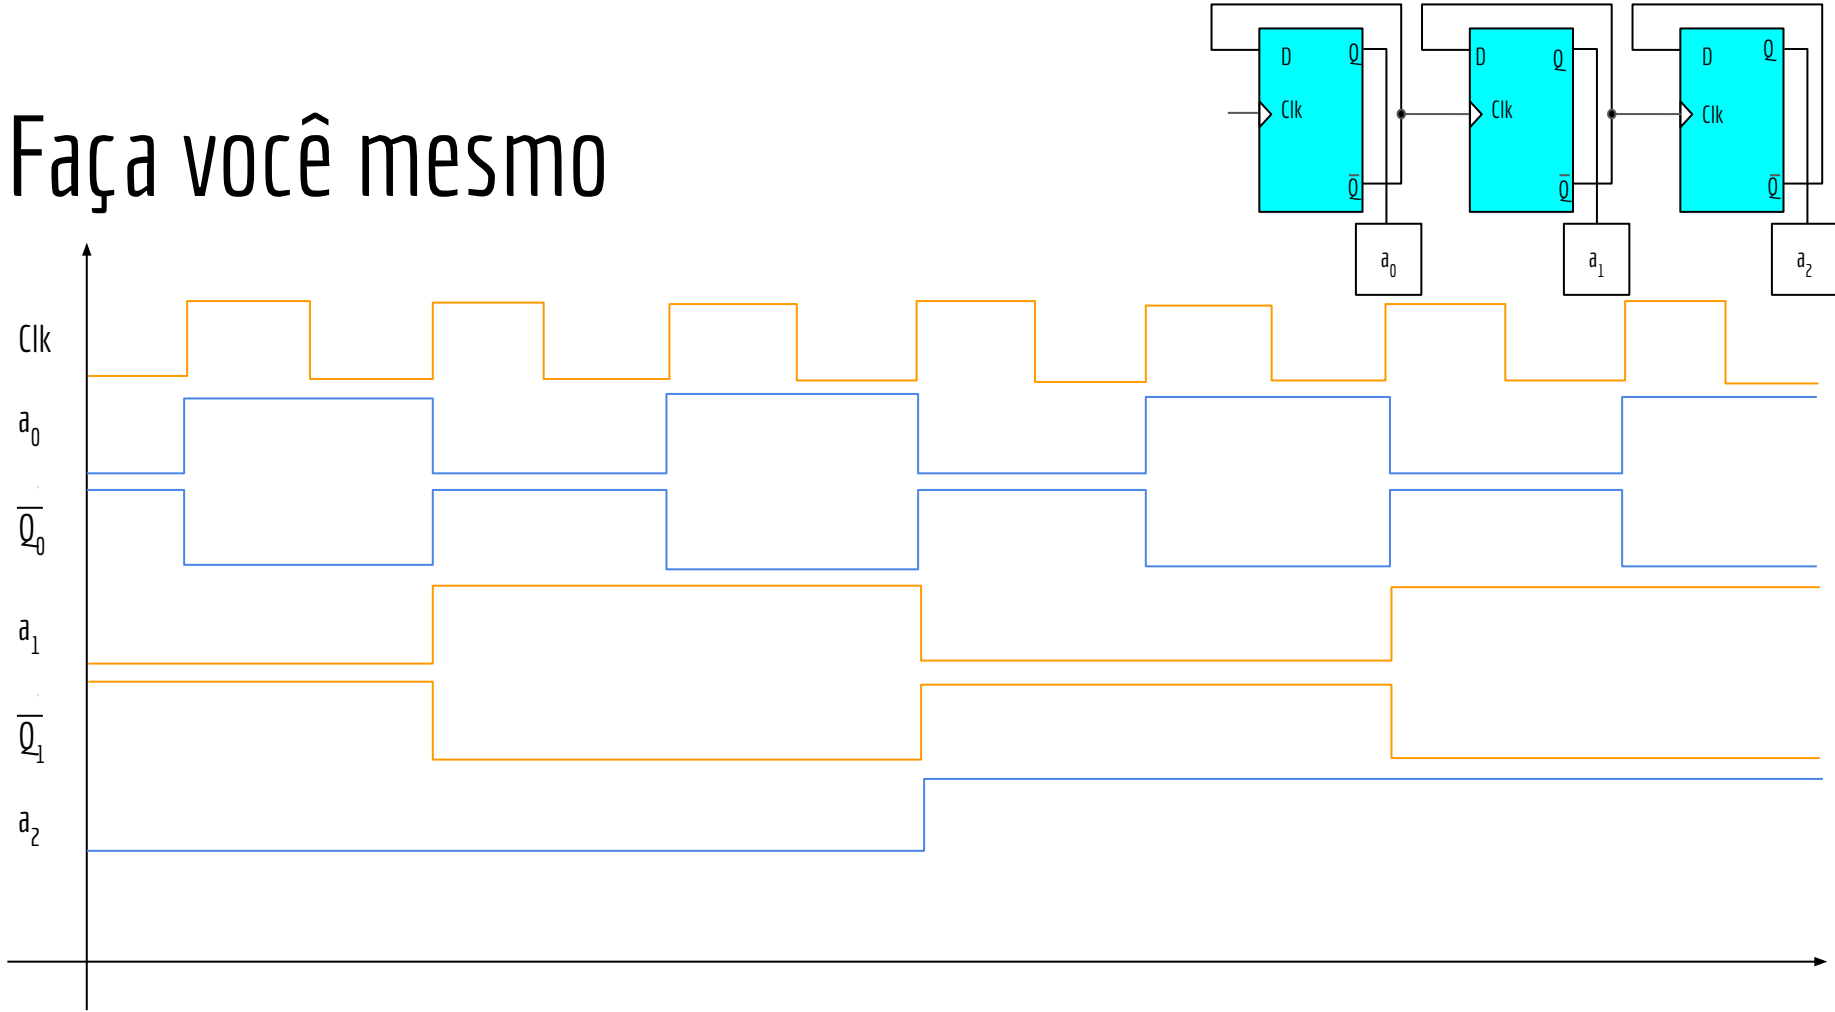 D Q D Q D Q
Clk Clk Clk
Q̅ Q̅ Q̅
a₀ a₁ a₂
Faça você mesmo
Clk
a₀
Q̅₀
a₁
Q̅₁
a₂